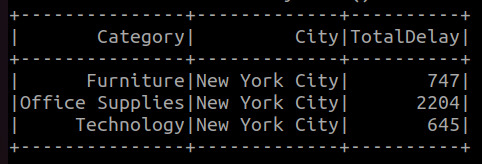 +---------------+-------------+----------+
|       Category|         City|TotalDelay|
+---------------+-------------+----------+
|      Furniture|New York City|       747|
|Office Supplies|New York City|      2204|
|     Technology|New York City|       645|
+---------------+-------------+----------+